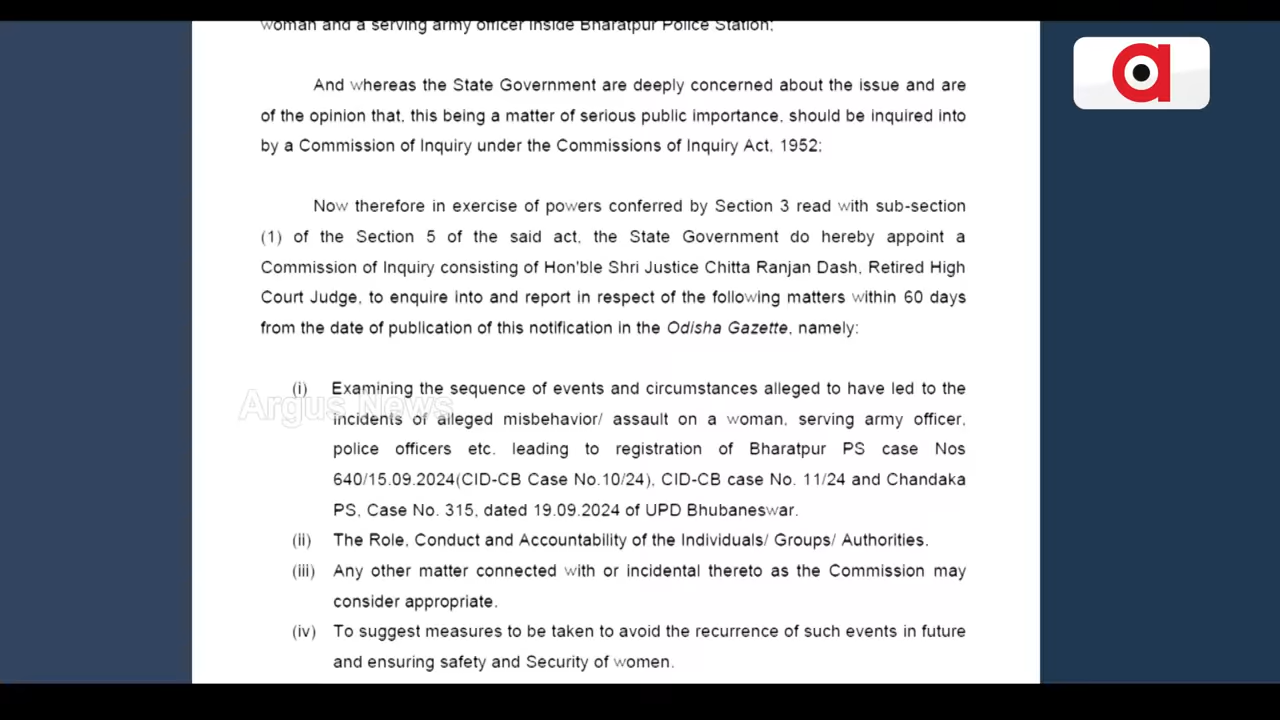 woman and a serving army officer inside Bharatpur Police Station;
And whereas the State Government are deeply concerned about the issue and are
of the opinion that, this being a matter of serious public importance, should be inquired into
by a Commission of Inquiry under the Commissions of Inquiry Act, 1952;
Now therefore in exercise of powers conferred by Section 3 read with sub-section
(1) of the Section 5 of the said act, the State Government do hereby appoint a
Commission of Inquiry consisting of Hon'ble Shri Justice Chitta Ranjan Dash, Retired High
Court Judge, to enquire into and report in respect of the following matters within 60 days
from the date of publication of this notification in the Odisha Gazette, namely:
(i) Examining the sequence of events and circumstances alleged to have led to the
Argus News
incidents of alleged misbehavior/ assault on a woman, serving army officer,
police officers etc. leading to registration of Bharatpur PS case Nos
640/15.09.2024(CID-CB Case No.10/24), CID-CB case No. 11/24 and Chandaka
PS, Case No. 315, dated 19.09.2024 of UPD Bhubaneswar.
(ii) The Role, Conduct and Accountability of the Individuals/ Groups/ Authorities.
(iii) Any other matter connected with or incidental thereto as the Commission may
consider appropriate.
(iv) To suggest measures to be taken to avoid the recurrence of such events in future
and ensuring safety and Security of women.